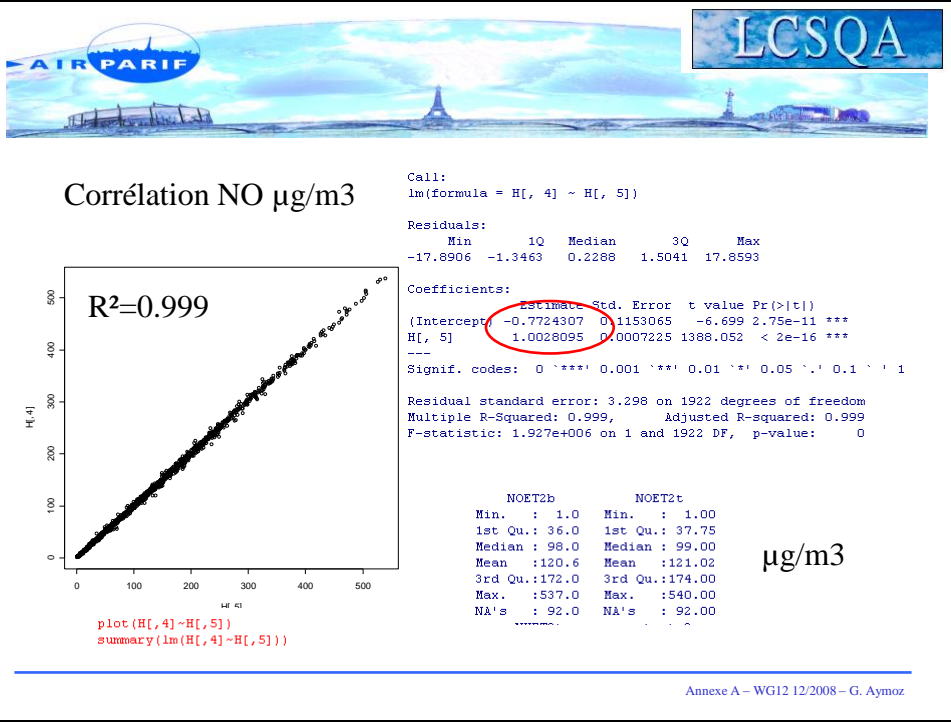 AIRPARIF
LCSQA
Corrélation NO µg/m3
R²=0.999
H[, 4]
0 100 200 300 400 500
0 100 200 300 400 500
H[, 5]
plot(H[,4]~H[,5])
summary(lm(H[,4]~H[,5]))
Call:
lm(formula = H[, 4] ~ H[, 5])
Residuals:
Min 1Q Median 3Q Max
-17.8906 -1.3463 0.2288 1.5041 17.8593
Coefficients:
Estimate Std. Error t value Pr(>|t|)
(Intercept) -0.7724307 0.1153065 -6.699 2.75e-11 ***
H[, 5] 1.0028095 0.0007225 1388.052 < 2e-16 ***
---
Signif. codes: 0 `***' 0.001 `**' 0.01 `*' 0.05 `.' 0.1 ` ' 1
Residual standard error: 3.298 on 1922 degrees of freedom
Multiple R-Squared: 0.999, Adjusted R-squared: 0.999
F-statistic: 1.927e+006 on 1 and 1922 DF, p-value: 0
NOET2b NOET2t
Min. : 1.0 Min. : 1.00
1st Qu.: 36.0 1st Qu.: 37.75
Median : 98.0 Median : 99.00
Mean :120.6 Mean :121.02
3rd Qu.:172.0 3rd Qu.:174.00
Max. :537.0 Max. :540.00
NA's : 92.0 NA's : 92.00
µg/m3
Annexe A – WG12 12/2008 – G. Aymoz